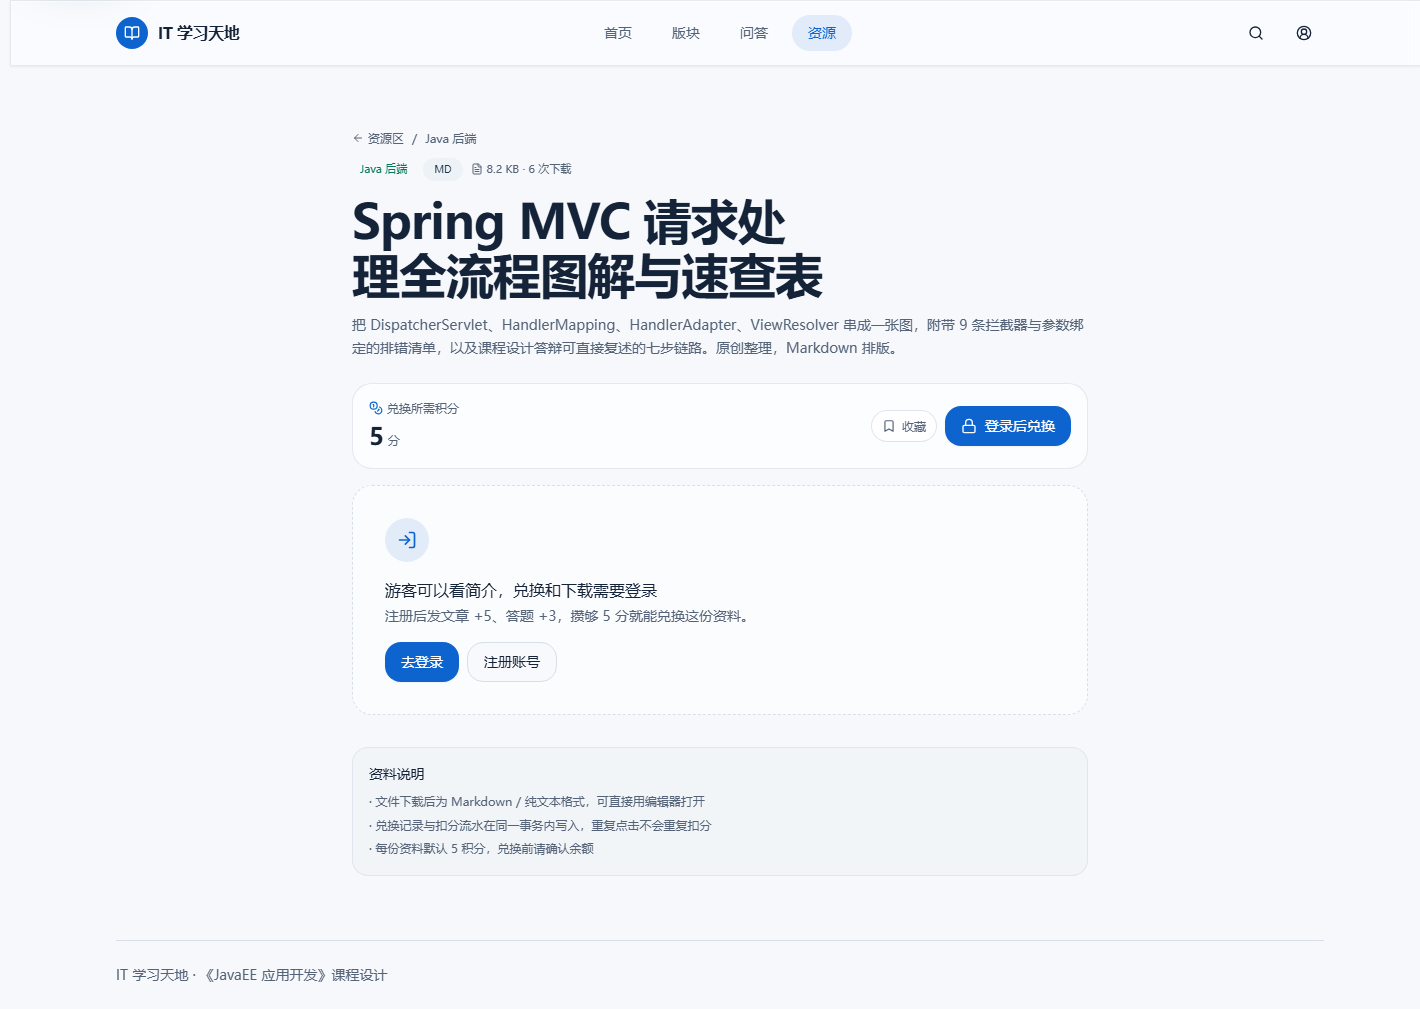 IT 学习天地
首页
版块
问答
资源
资源区 / Java 后端
Java 后端
MD
8.2 KB · 6 次下载
Spring MVC 请求处
理全流程图解与速查表
把 DispatcherServlet、HandlerMapping、HandlerAdapter、ViewResolver 串成一张图，附带 9 条拦截器与参数绑
定的排错清单，以及课程设计答辩可直接复述的七步链路。原创整理，Markdown 排版。
兑换所需积分
5 分
收藏
登录后兑换
游客可以看简介，兑换和下载需要登录
注册后发文章 +5、答题 +3，攒够 5 分就能兑换这份资料。
去登录
注册账号
资料说明
· 文件下载后为 Markdown / 纯文本格式，可直接用编辑器打开
· 兑换记录与扣分流水在同一事务内写入，重复点击不会重复扣分
· 每份资料默认 5 积分，兑换前请确认余额
IT 学习天地 · 《JavaEE 应用开发》课程设计